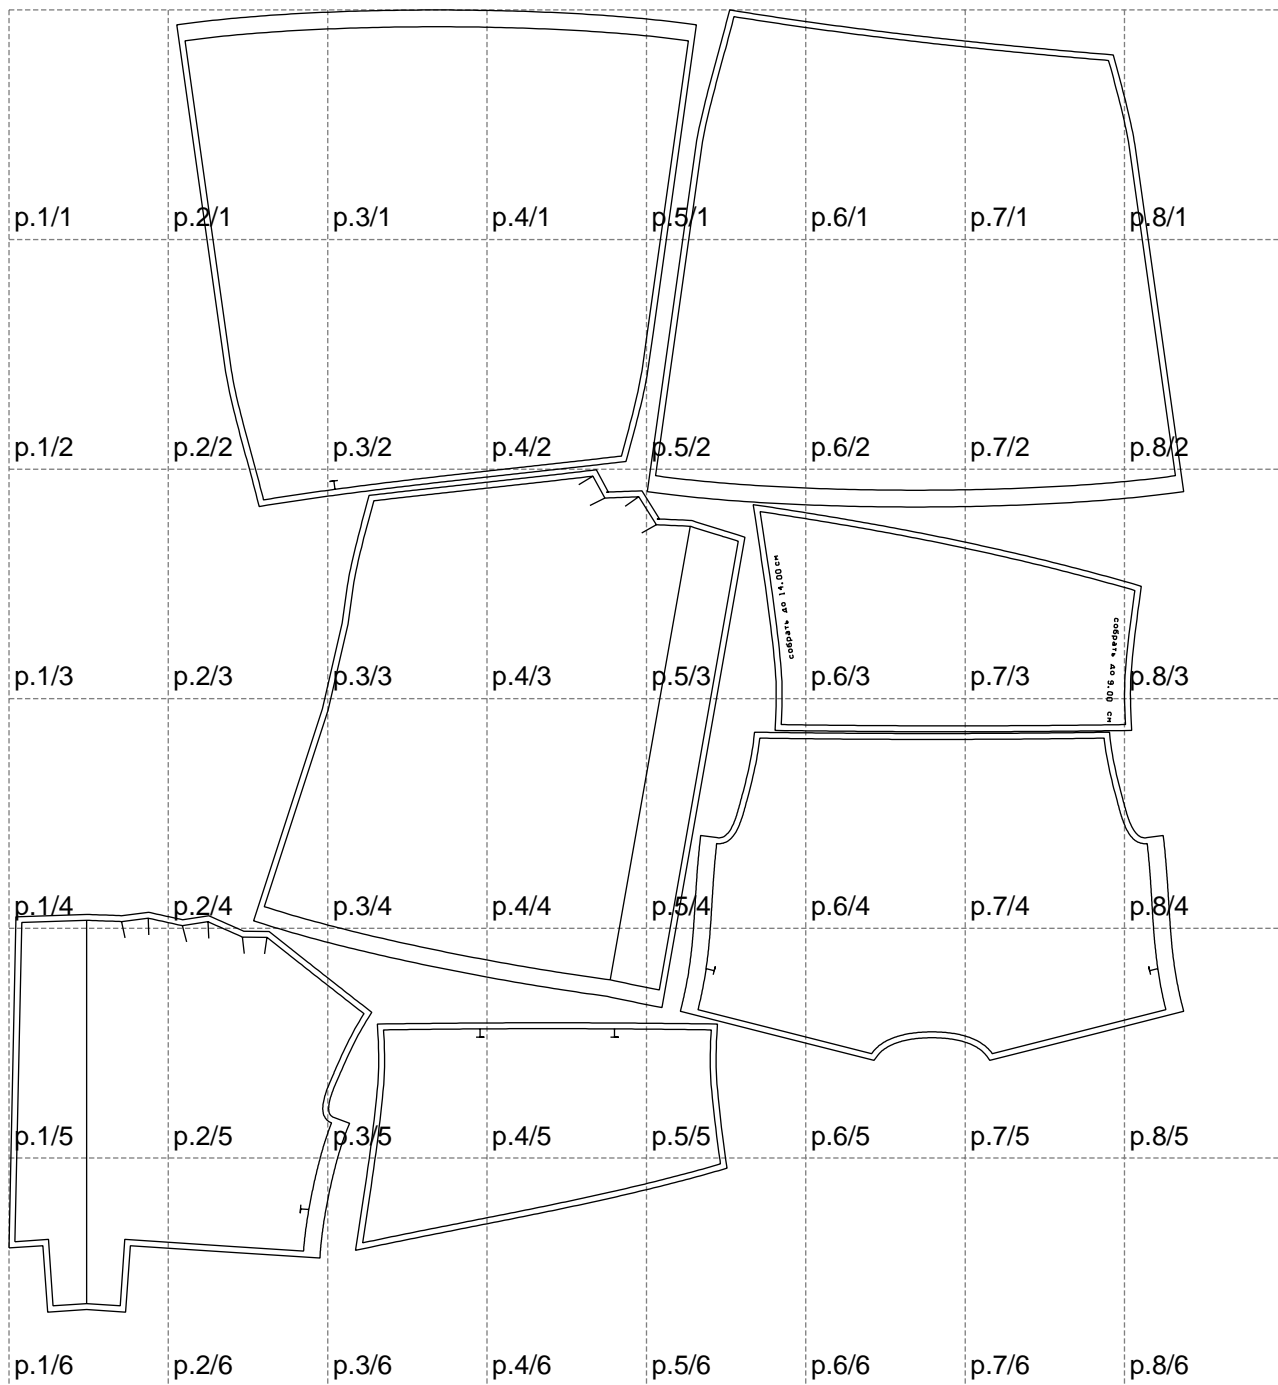 p.1/1 p.2/1 p.3/1 p.4/1 p.5/1 p.6/1 p.7/1 p.8/1
p.1/2 p.2/2 p.3/2 p.4/2 p.5/2 p.6/2 p.7/2 p.8/2
собрать до 14.00 см
собрать до 9.00 см
p.1/3 p.2/3 p.3/3 p.4/3 p.5/3 p.6/3 p.7/3 p.8/3
p.1/4 p.2/4 p.3/4 p.4/4 p.5/4 p.6/4 p.7/4 p.8/4
p.1/5 p.2/5 p.3/5 p.4/5 p.5/5 p.6/5 p.7/5 p.8/5
p.1/6 p.2/6 p.3/6 p.4/6 p.5/6 p.6/6 p.7/6 p.8/6